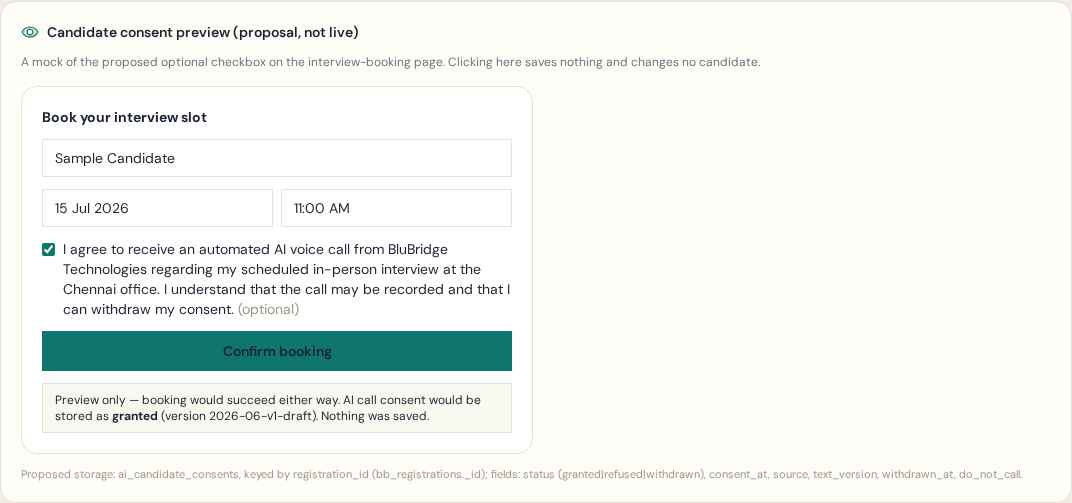 Candidate consent preview (proposal, not live)
A mock of the proposed optional checkbox on the interview-booking page. Clicking here saves nothing and changes no candidate.
Book your interview slot
Sample Candidate
15 Jul 2026
11:00 AM
I agree to receive an automated AI voice call from BluBridge
Technologies regarding my scheduled in-person interview at the
Chennai office. I understand that the call may be recorded and that I
can withdraw my consent. (optional)
Confirm booking
Preview only — booking would succeed either way. AI call consent would be
stored as granted (version 2026-06-v1-draft). Nothing was saved.
Proposed storage: ai_candidate_consents, keyed by registration_id (bb_registrations._id); fields: status (granted|refused|withdrawn), consent_at, source, text_version, withdrawn_at, do_not_call.